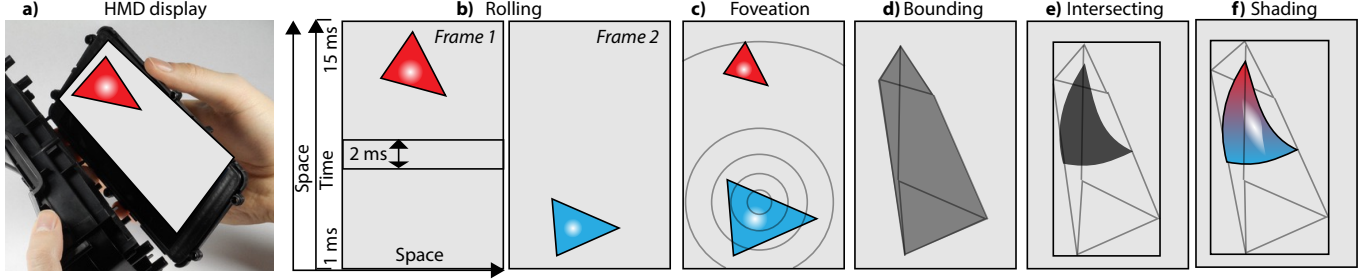 a) HMD display
b) Rolling
c) Foveation
d) Bounding
e) Intersecting
f) Shading
Space
Time
15 ms
1 ms
Frame 1
2 ms
Space
Frame 2